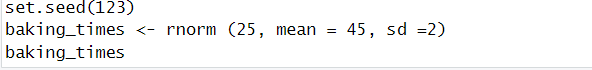 set.seed(123)
baking_times <- rnorm (25, mean = 45, sd =2)
baking_times